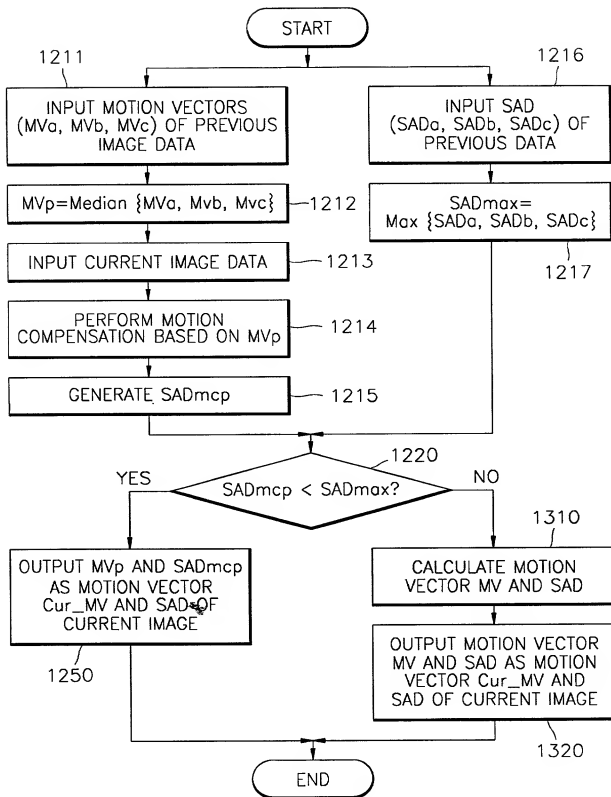 START
1211
INPUT MOTION VECTORS
(MVa, MVb, MVc) OF PREVIOUS
IMAGE DATA
1216
INPUT SAD
(SADa, SADb, SADc) OF
PREVIOUS DATA
MVp=Median {MVa, Mvb, Mvc}
1212
SADmax=
Max {SADa, SADb, SADc}
1217
INPUT CURRENT IMAGE DATA
1213
PERFORM MOTION
COMPENSATION BASED ON MVp
1214
GENERATE SADmcp
1215
1220
SADmcp < SADmax?
YES
NO
OUTPUT MVp AND SADmcp
AS MOTION VECTOR
Cur_MV AND SAD OF
CURRENT IMAGE
1250
1310
CALCULATE MOTION
VECTOR MV AND SAD
OUTPUT MOTION VECTOR
MV AND SAD AS MOTION
VECTOR Cur_MV AND
SAD OF CURRENT IMAGE
1320
END